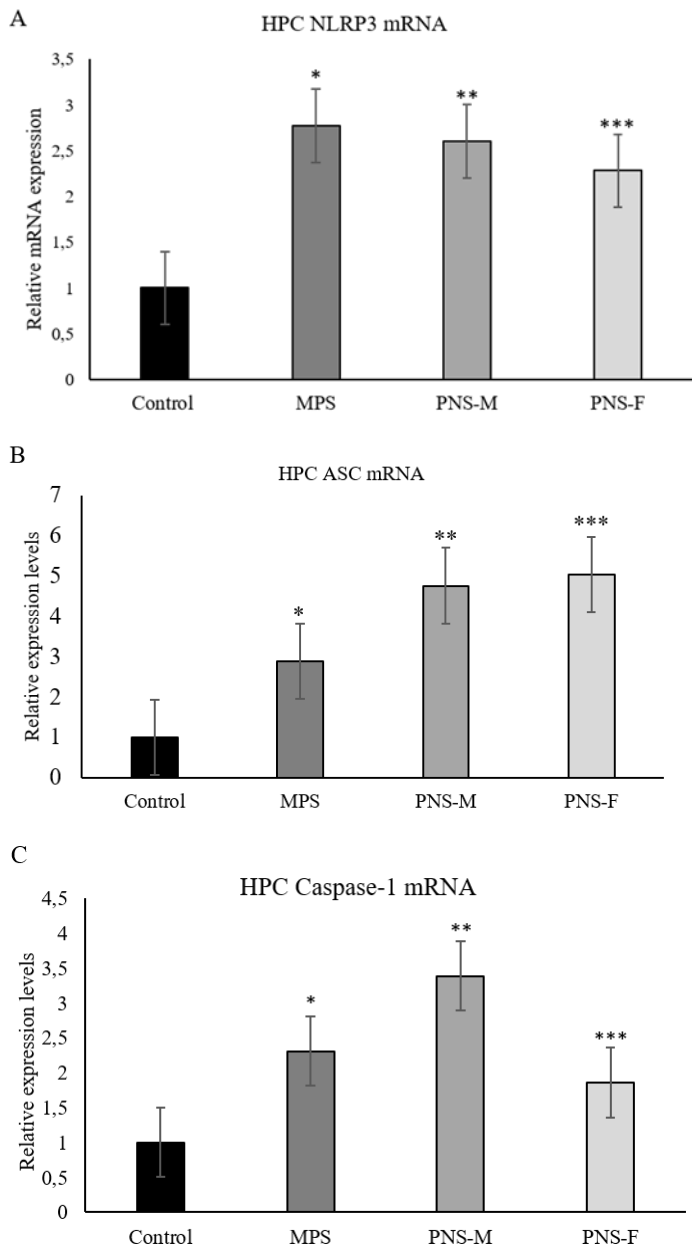 A
HPC NLRP3 mRNA
Relative mRNA expression
3,5
3
2,5
2
1,5
1
0,5
0
*
**
***
Control MPS PNS-M PNS-F
B
HPC ASC mRNA
Relative expression levels
7
6
5
4
3
2
1
0
*
**
***
Control MPS PNS-M PNS-F
C
HPC Caspase-1 mRNA
Relative expression levels
4,5
4
3,5
3
2,5
2
1,5
1
0,5
0
*
**
***
Control MPS PNS-M PNS-F